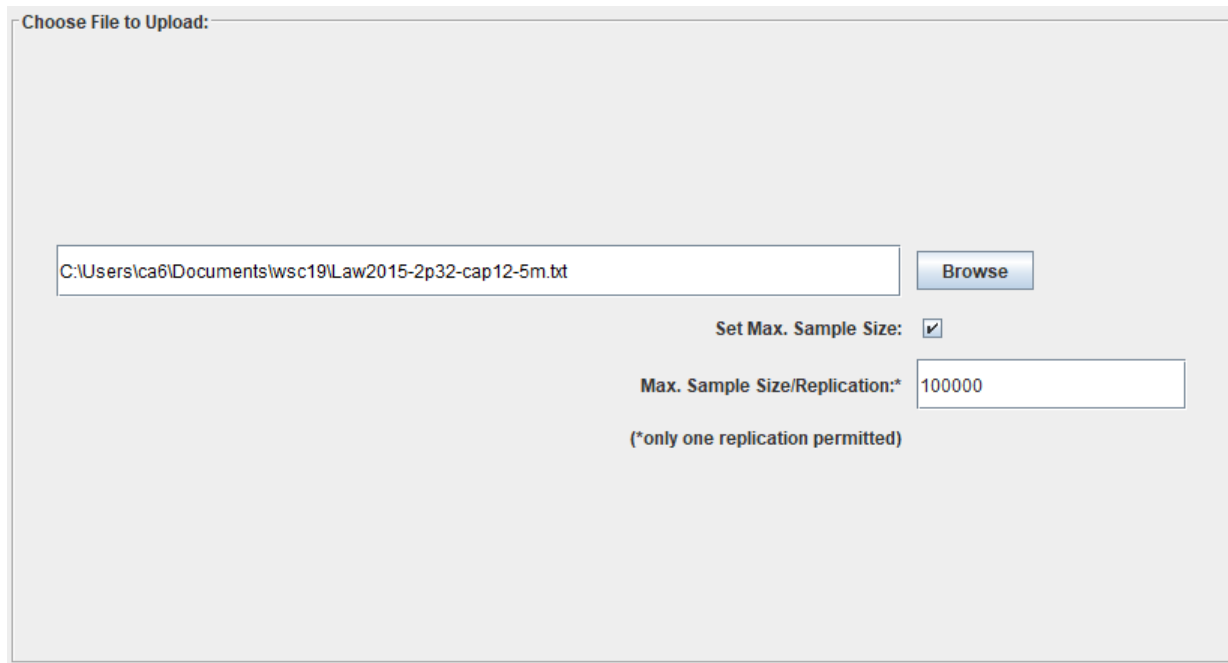 Choose File to Upload:
C:\Users\ca6\Documents\wsc19\Law2015-2p32-cap12-5m.txt Browse
Set Max. Sample Size:
Max. Sample Size/Replication:* 100000
(*only one replication permitted)